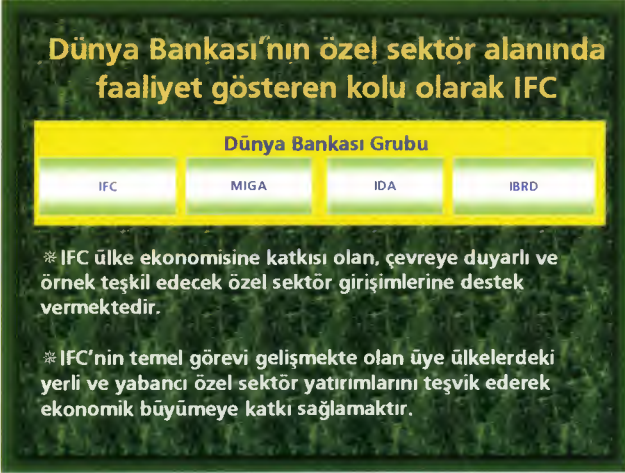 Dünya Bankası'nın özel sektör alanında
faaliyet gösteren kolu olarak IFC
Dünya Bankası Grubu
IFC MIGA IDA IBRD
* IFC ülke ekonomisine katkısı olan, çevreye duyarlı ve
örnek teşkil edecek özel sektör girişimlerine destek
vermektedir.
* IFC'nin temel görevi gelişmekte olan üye ülkelerdeki
yerli ve yabancı özel sektör yatırımlarını teşvik ederek
ekonomik büyümeye katkı sağlamaktır.